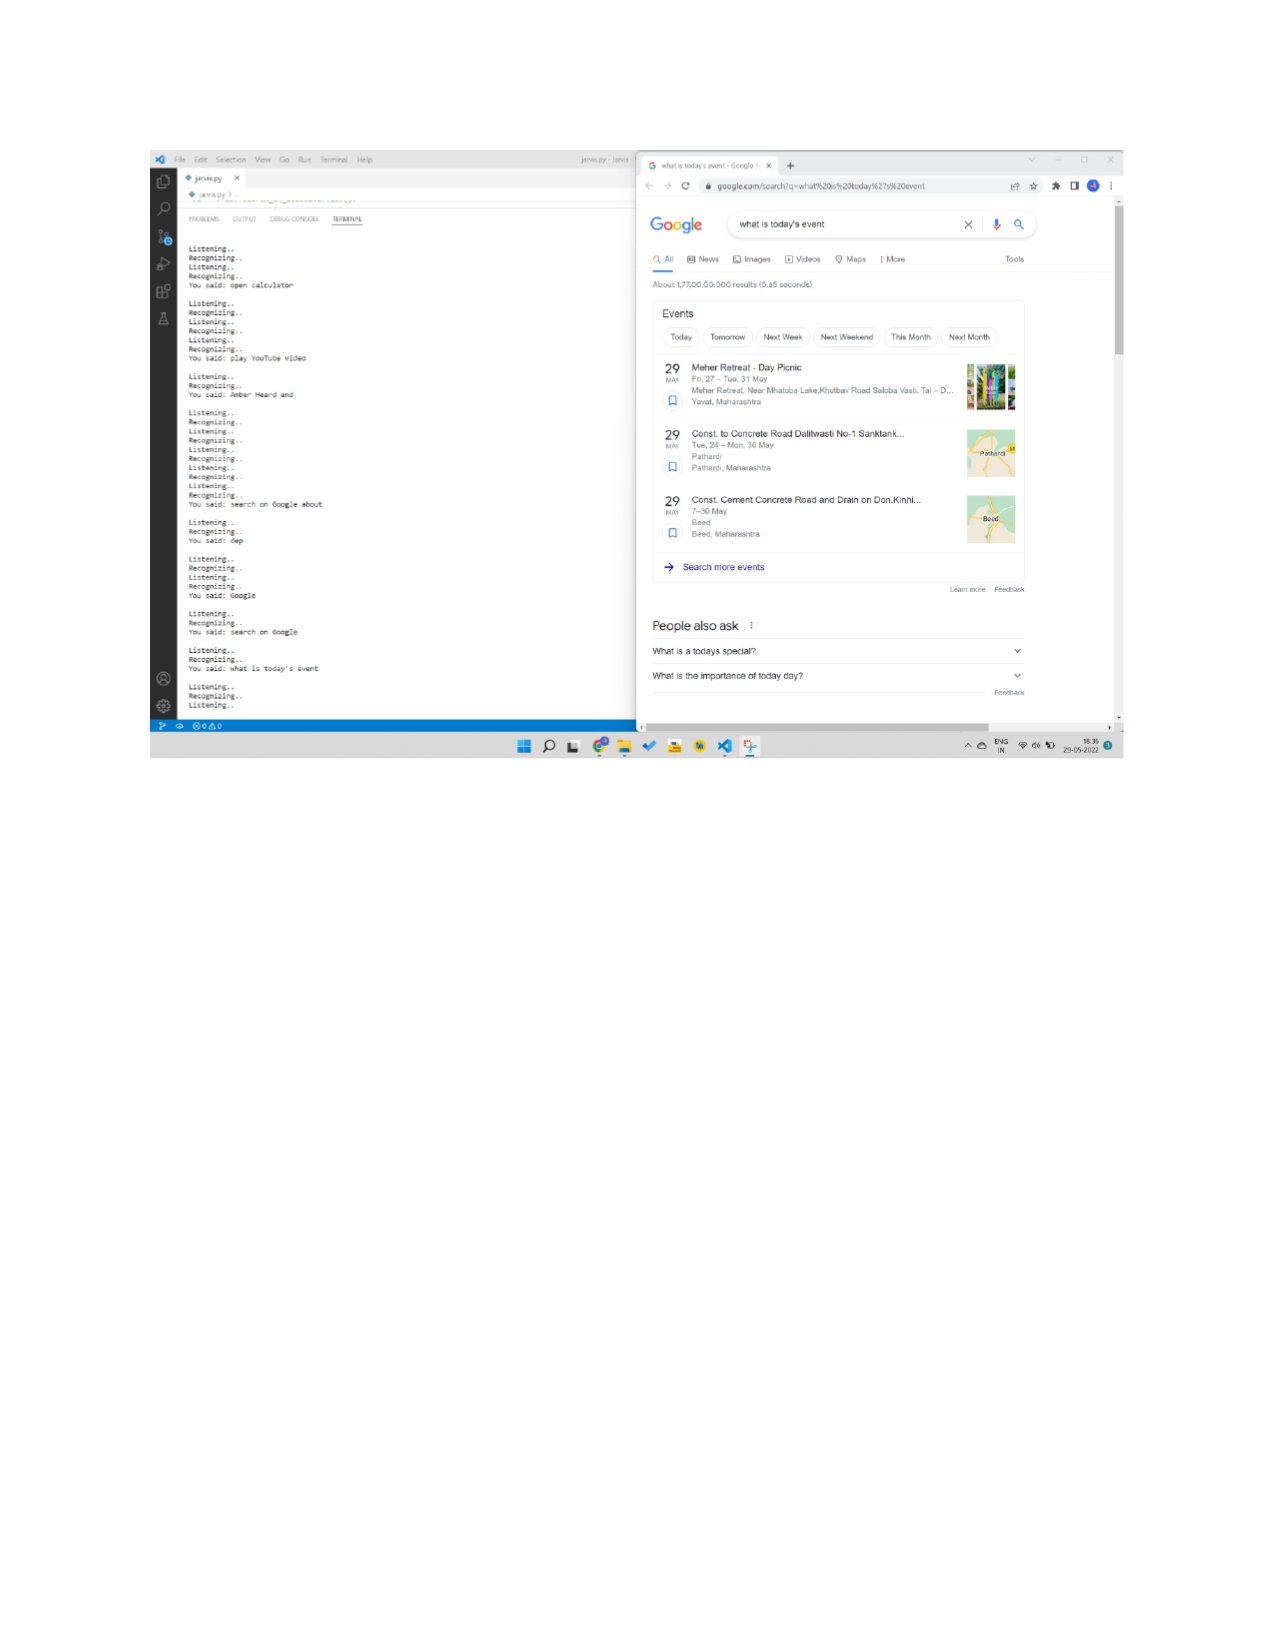 File Edit Selection View Go Run Terminal Help
jarvis.py - Jarvis -
jarvis.py
jarvis.py > ...
PROBLEMS OUTPUT DEBUG CONSOLE TERMINAL
Listening..
Recognizing..
Listening..
Recognizing..
You said: open calculator
Listening..
Recognizing..
Listening..
Recognizing..
Listening..
Recognizing..
You said: play YouTube video
Listening..
Recognizing..
You said: Amber Heard and
Listening..
Recognizing..
Listening..
Recognizing..
Listening..
Recognizing..
Listening..
Recognizing..
Listening..
Recognizing..
You said: search on Google about
Listening..
Recognizing..
You said: dep
Listening..
Recognizing..
Listening..
Recognizing..
You said: Google
Listening..
Recognizing..
You said: search on Google
Listening..
Recognizing..
You said: what is today's event
Listening..
Recognizing..
Listening..
0 0
what is today's event - Google S
google.com/search?q=what%20is%20today%27s%20event
Google
what is today's event
All News Images Videos Maps More Tools
About 1,77,00,00,000 results (0.65 seconds)
Events
Today Tomorrow Next Week Next Weekend This Month Next Month
29 MAY
Meher Retreat - Day Picnic
Fri, 27 – Tue, 31 May
Meher Retreat, Near Mhatoba Lake,Khutbav Road Saloba Vasti, Tal – D...
Yavat, Maharashtra
29 MAY
Const. to Concrete Road Dalitwasti No-1 Sanktank...
Tue, 24 – Mon, 30 May
Pathardi
Pathardi, Maharashtra
Pathardi
29 MAY
Const. Cement Concrete Road and Drain on Don.Kinhi...
7–30 May
Beed
Beed, Maharashtra
Beed
Search more events
Learn more Feedback
People also ask
What is a todays special?
What is the importance of today day?
Feedback
ENG
IN
18:36
29-05-2022